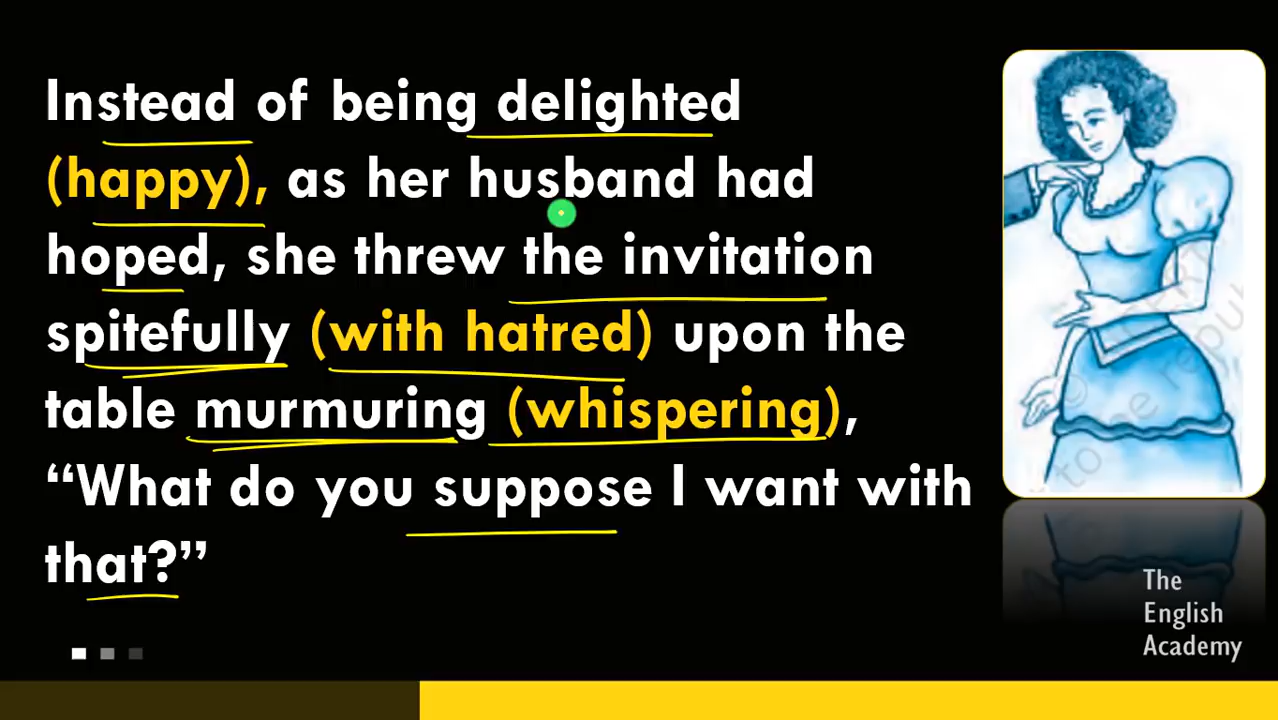 Instead of being delighted
(happy), as her husband had
hoped, she threw the invitation
spitefully (with hatred) upon the
table murmuring (whispering),
“What do you suppose I want with
that?”
The
English
Academy